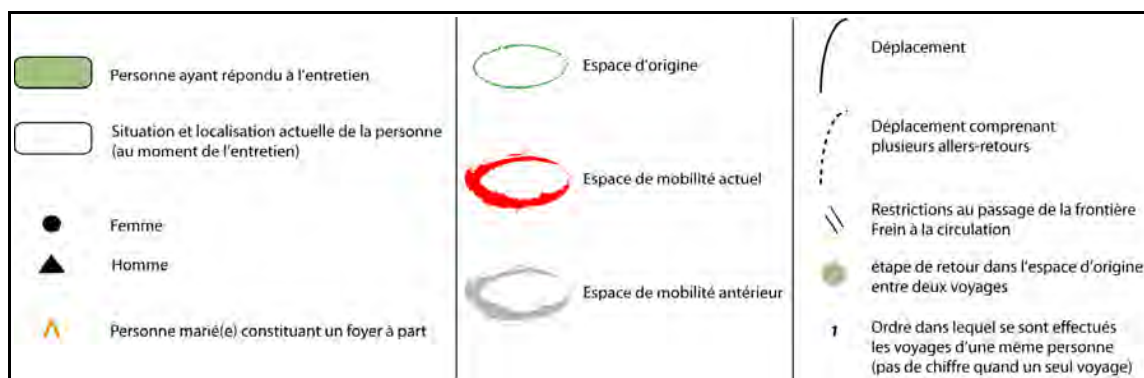 Personne ayant répondu à l'entretien
Situation et localisation actuelle de la personne
(au moment de l'entretien)
Femme
Homme
Personne marié(e) constituant un foyer à part
Espace d'origine
Espace de mobilité actuel
Espace de mobilité antérieur
Déplacement
Déplacement comprenant
plusieurs allers-retours
Restrictions au passage de la frontière
Frein à la circulation
étape de retour dans l'espace d'origine
entre deux voyages
1
Ordre dans lequel se sont effectués
les voyages d'une même personne
(pas de chiffre quand un seul voyage)